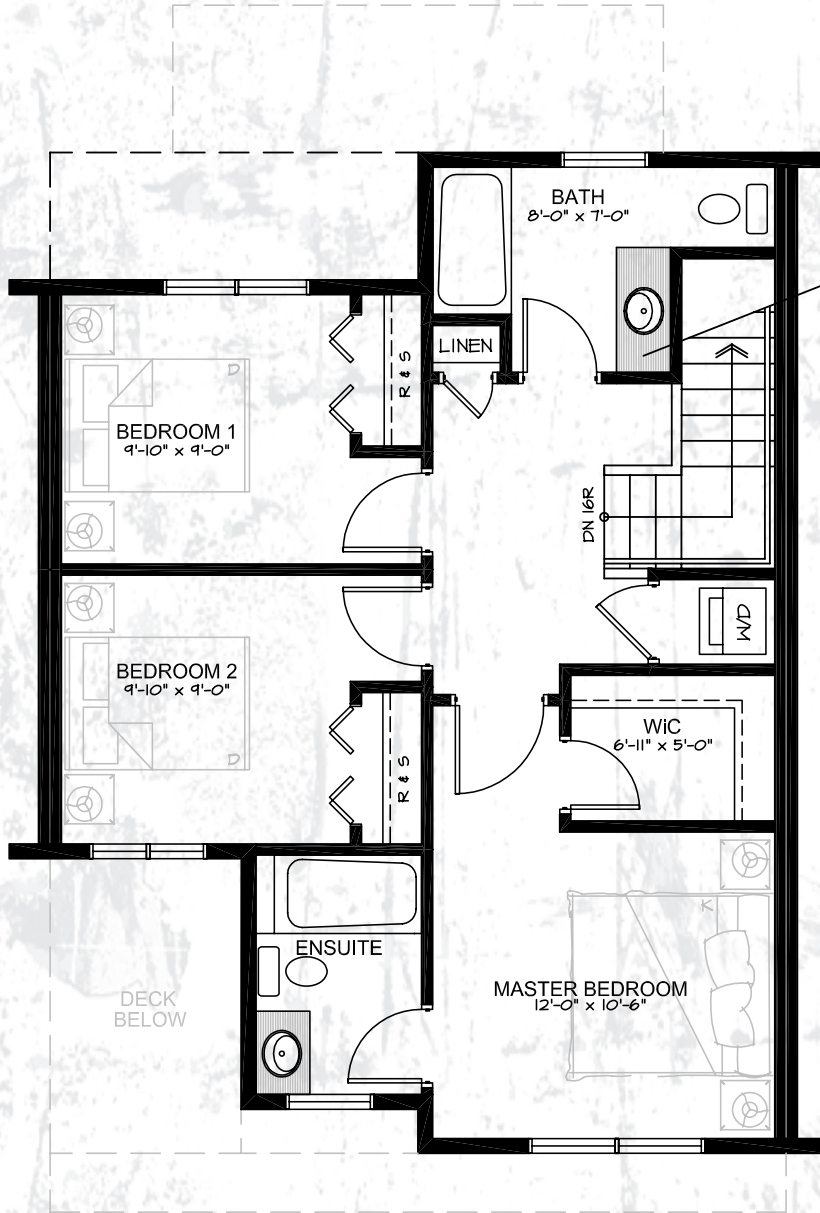 BATH
8'-0" x 7'-0"
LINEN
R & S
BEDROOM 1
9'-10" x 9'-0"
DN 16R
BEDROOM 2
9'-10" x 9'-0"
W/D
WiC
6'-11" x 5'-0"
R & S
ENSUITE
MASTER BEDROOM
12'-0" x 10'-6"
DECK
BELOW
D
D
K